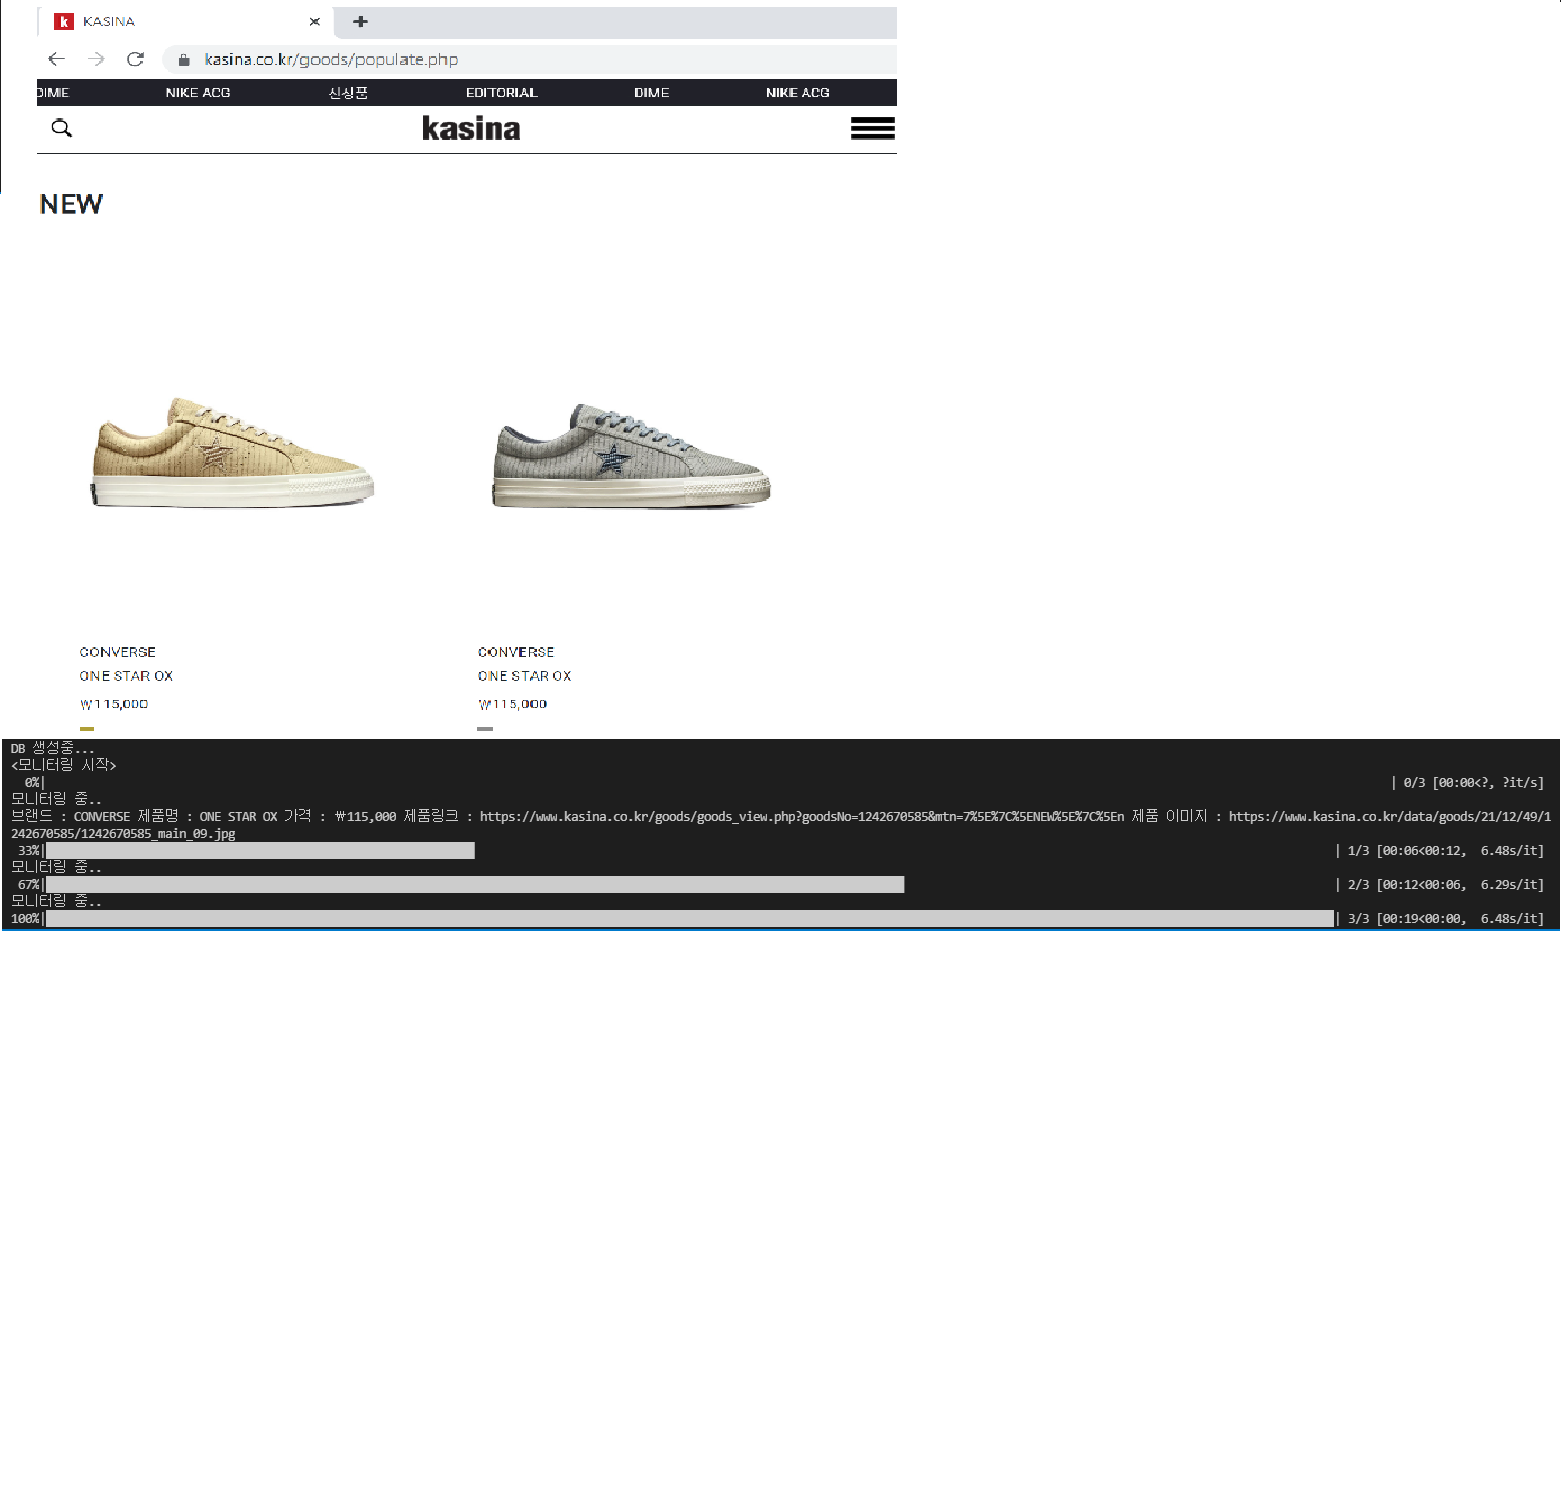 k KASINA
kasina.co.kr/goods/populate.php
DIME NIKE ACG 신상품 EDITORIAL DIME NIKE ACG
kasina
NEW
CONVERSE
ONE STAR OX
₩115,000
CONVERSE
ONE STAR OX
₩115,000
DB 생성중...
<모니터링 시작>
0%| | 0/3 [00:00<?, ?it/s]
모니터링 중..
브랜드 : CONVERSE 제품명 : ONE STAR OX 가격 : ₩115,000 제품링크 : https://www.kasina.co.kr/goods/goods_view.php?goodsNo=1242670585&mtn=7%5E%7C%5ENEW%5E%7C%5En 제품 이미지 : https://www.kasina.co.kr/data/goods/21/12/49/1
242670585/1242670585_main_09.jpg
33%| | 1/3 [00:06<00:12, 6.48s/it]
모니터링 중..
67%| | 2/3 [00:12<00:06, 6.29s/it]
모니터링 중..
100%| | 3/3 [00:19<00:00, 6.48s/it]